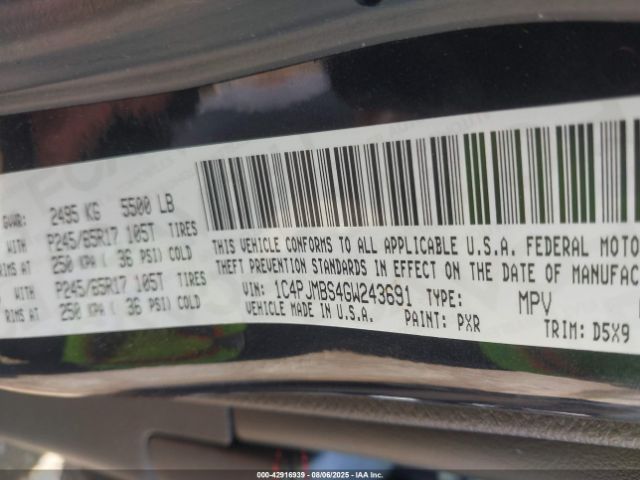 GVWR: 2495 KG 5500 LB
WITH P245/65R17 105T TIRES
RIMS AT 250 KPA ( 36 PSI) COLD
WITH P245/65R17 105T TIRES
RIMS AT 250 KPA ( 36 PSI) COLD
THIS VEHICLE CONFORMS TO ALL APPLICABLE U.S.A. FEDERAL MOTO
THEFT PREVENTION STANDARDS IN EFFECT ON THE DATE OF MANUFAC
VIN: 1C4PJMBS4GW243691 TYPE: MPV
VEHICLE MADE IN U.S.A. PAINT: PXR TRIM: D5X9
000-42916939 - 08/06/2025 - IAA Inc.